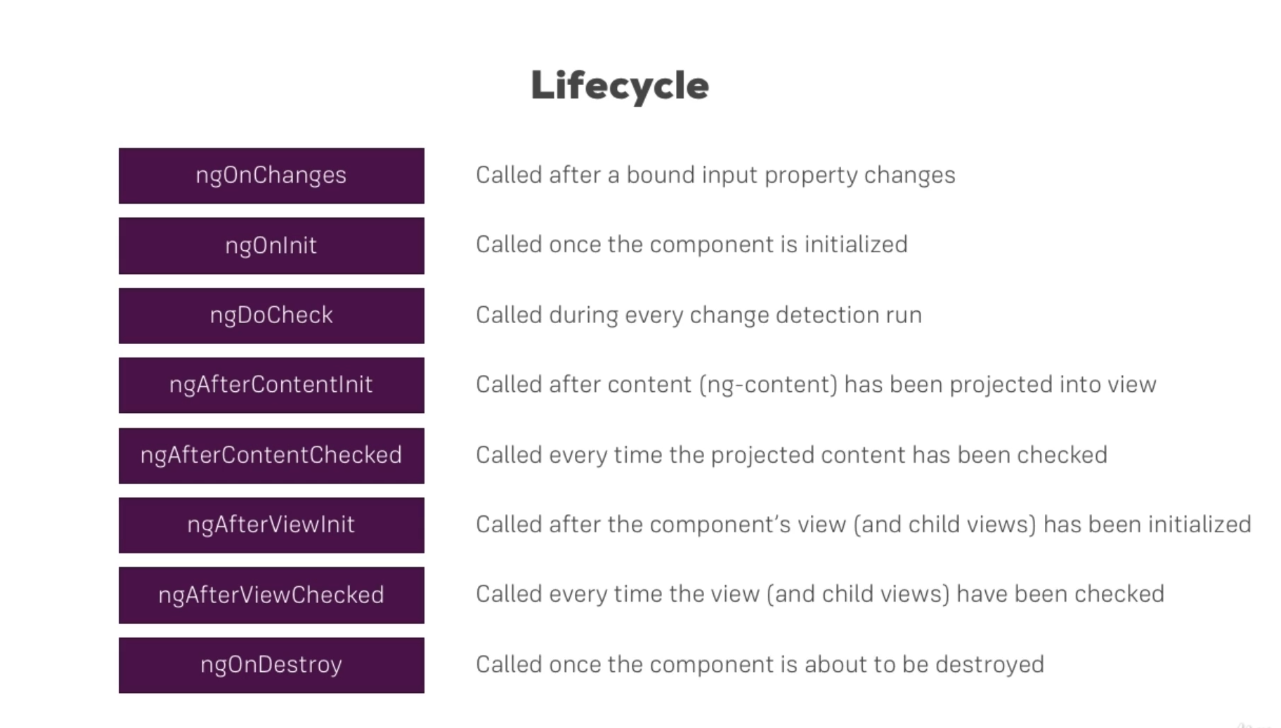 Lifecycle
ngOnChanges
Called after a bound input property changes
ngOnInit
Called once the component is initialized
ngDoCheck
Called during every change detection run
ngAfterContentInit
Called after content (ng-content) has been projected into view
ngAfterContentChecked
Called every time the projected content has been checked
ngAfterViewInit
Called after the component’s view (and child views) has been initialized
ngAfterViewChecked
Called every time the view (and child views) have been checked
ngOnDestroy
Called once the component is about to be destroyed